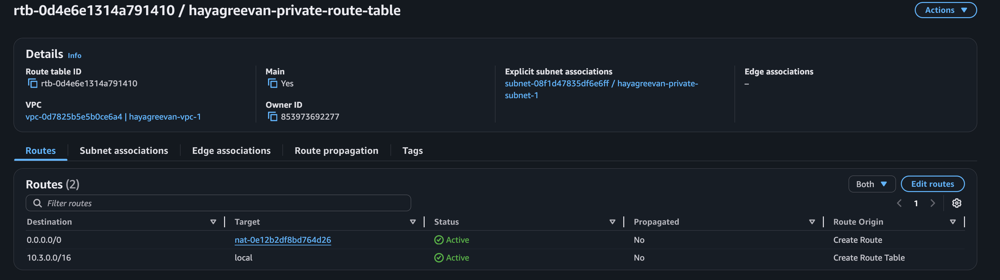 rtb-0d4e6e1314a791410 / hayagreevan-private-route-table
Actions
Details Info
Route table ID
rtb-0d4e6e1314a791410
Main
Yes
Explicit subnet associations
subnet-08f1d47835df6e6ff / hayagreevan-private-
subnet-1
Edge associations
–
VPC
vpc-0d7825b5e5b0ce6a4 | hayagreevan-vpc-1
Owner ID
853973692277
Routes Subnet associations Edge associations Route propagation Tags
Routes (2)
Both
Edit routes
Filter routes
1
Destination Target Status Propagated Route Origin
0.0.0.0/0 nat-0e12b2df8bd764d26 Active No Create Route
10.3.0.0/16 local Active No Create Route Table